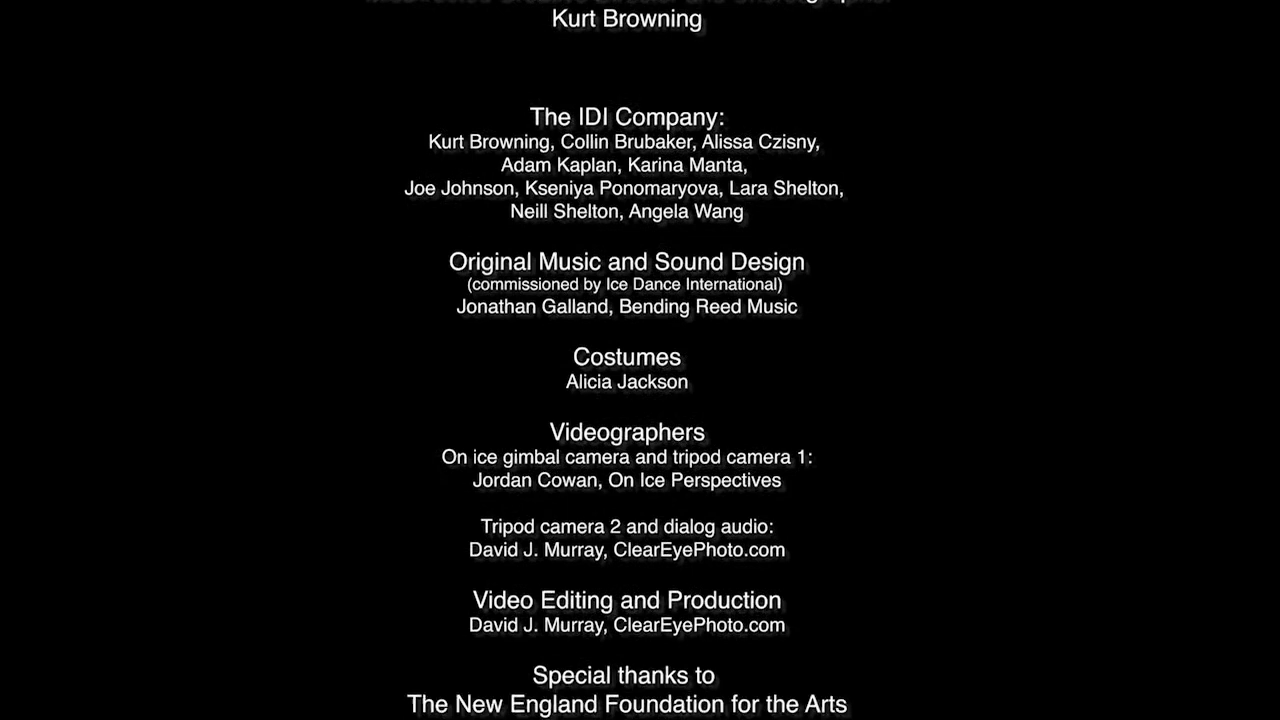 Kurt Browning
The IDI Company:
Kurt Browning, Collin Brubaker, Alissa Czisny,
Adam Kaplan, Karina Manta,
Joe Johnson, Kseniya Ponomaryova, Lara Shelton,
Neill Shelton, Angela Wang
Original Music and Sound Design
(commissioned by Ice Dance International)
Jonathan Galland, Bending Reed Music
Costumes
Alicia Jackson
Videographers
On ice gimbal camera and tripod camera 1:
Jordan Cowan, On Ice Perspectives
Tripod camera 2 and dialog audio:
David J. Murray, ClearEyePhoto.com
Video Editing and Production
David J. Murray, ClearEyePhoto.com
Special thanks to
The New England Foundation for the Arts